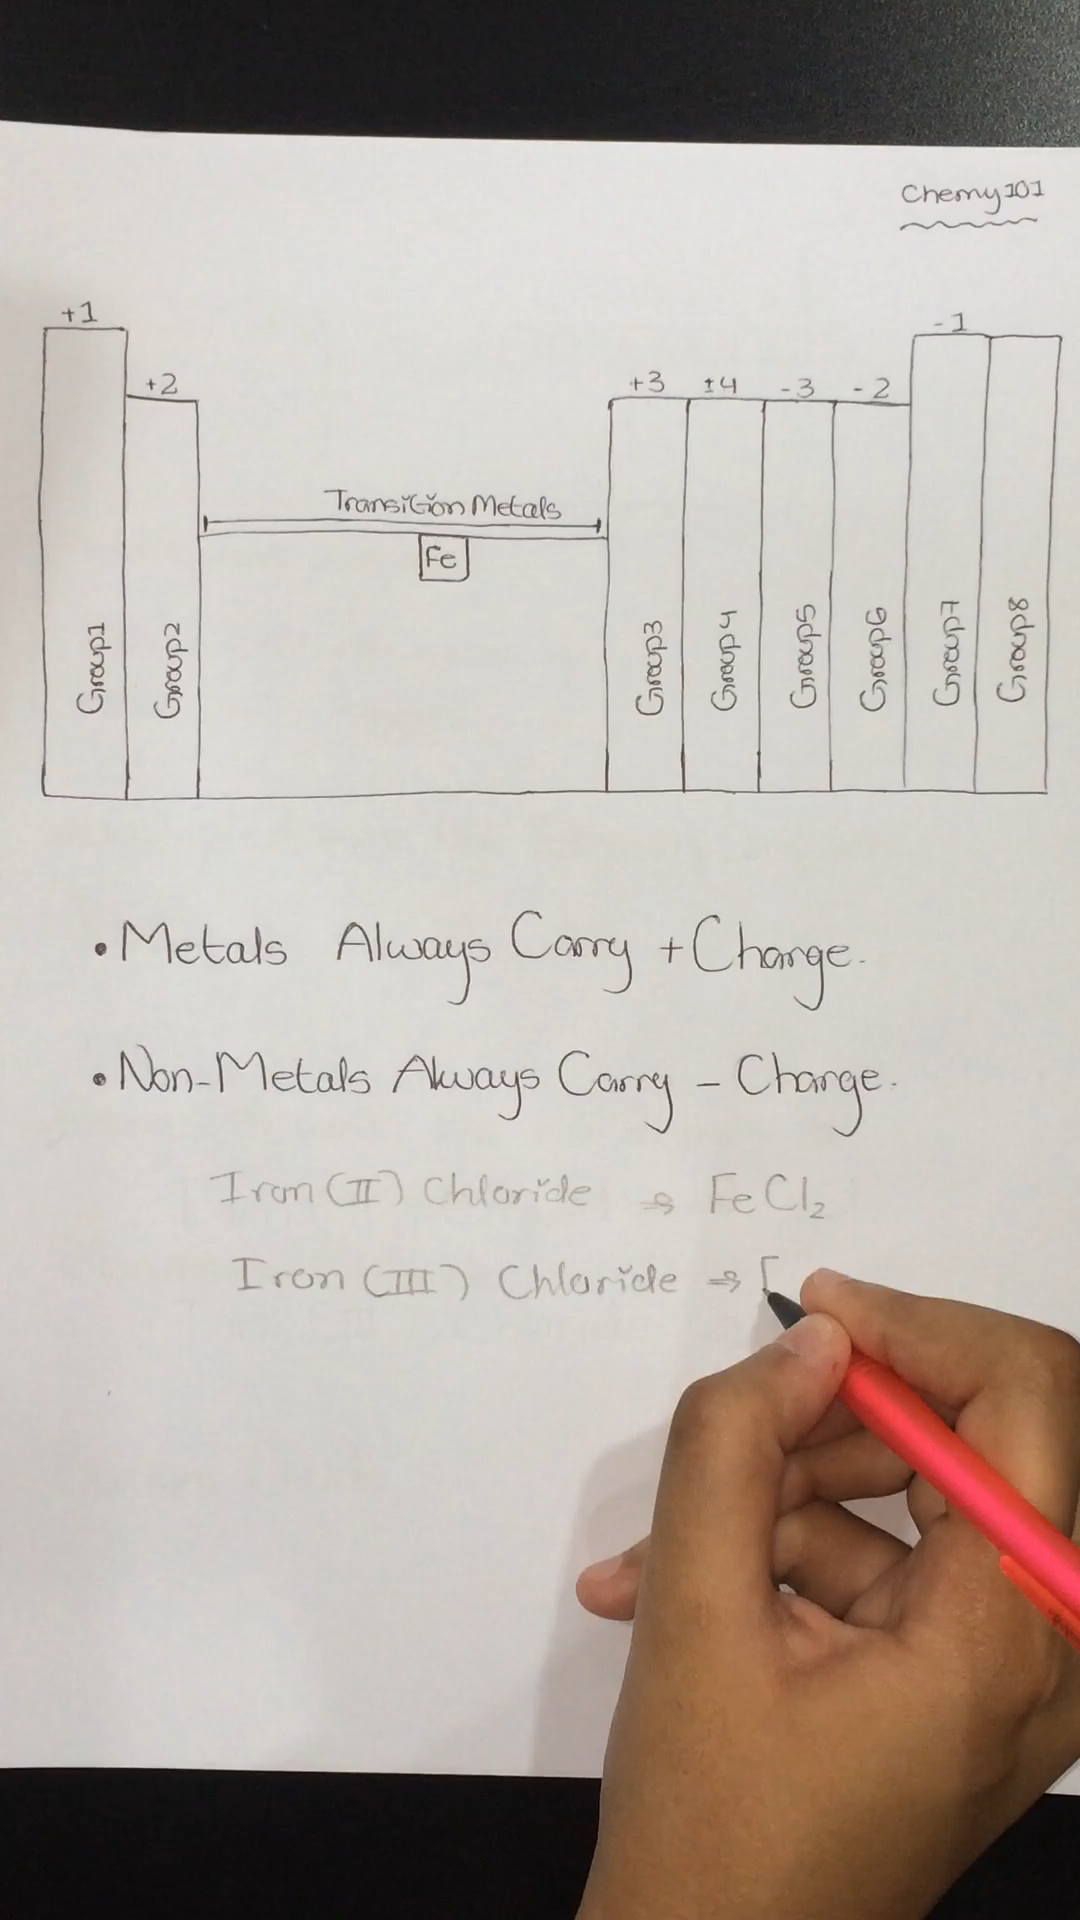 Chemy101
+1
-1
+2
+3 ±4 -3 -2
Transition Metals
Fe
Group1
Group2
Group3
Group4
Group5
Group6
Group7
Group8
• Metals Always Carry + Charge.
• Non-Metals Always Carry - Charge.
Iron (II) Chloride ⇒ FeCl₂
Iron (III) Chloride ⇒